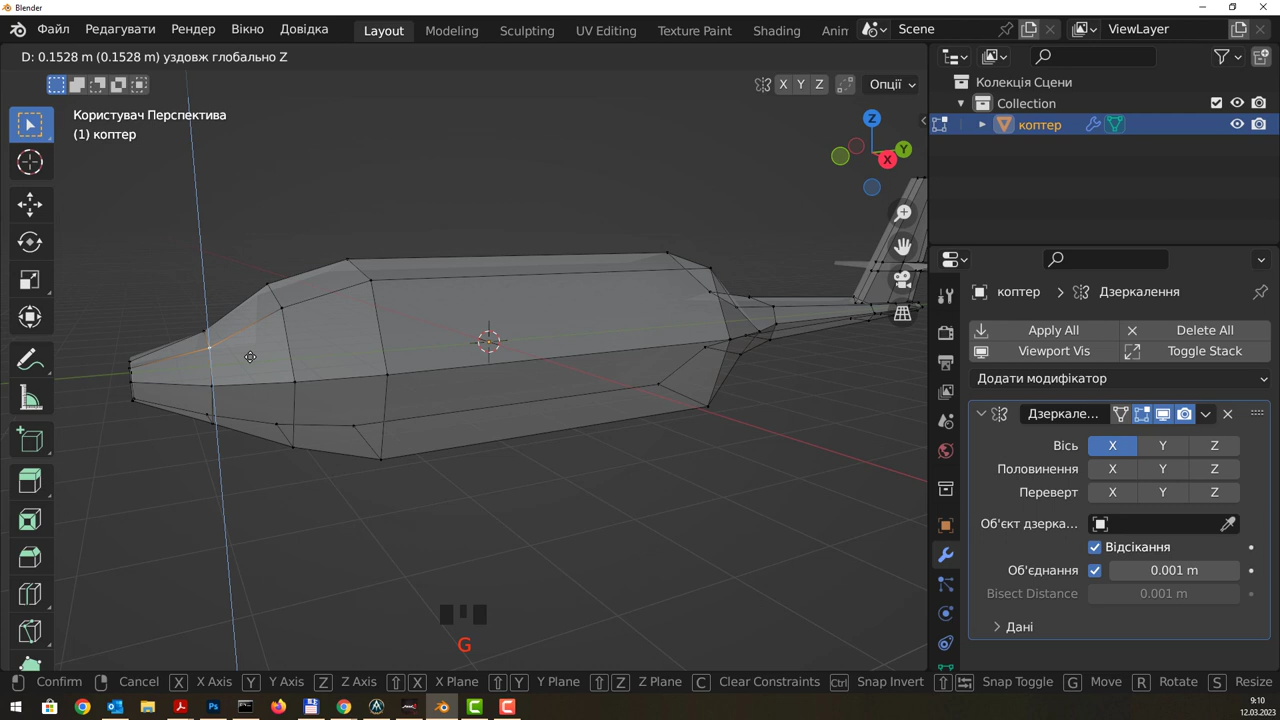 Blender
Файл Редагувати Рендер Вікно Довідка Layout Modeling Sculpting UV Editing Texture Paint Shading Anin Scene ViewLayer
D: 0.1528 m (0.1528 m) уздовж глобально Z
X Y Z Опції
Користувач Перспектива
(1) коптер
Z
Y
X
Колекція Сцени
Collection
коптер
коптер Дзеркалення
Apply All Delete All
Viewport Vis Toggle Stack
Додати модифікатор
Дзеркале...
Вісь X Y Z
Половинення X Y Z
Переверт X Y Z
Об'єкт дзерка...
Відсікання
Об'єднання 0.001 m
Bisect Distance 0.001 m
Дані
G
Confirm Cancel X X Axis Y Y Axis Z Z Axis X X Plane Y Y Plane Z Z Plane C Clear Constraints Ctrl Snap Invert Snap Toggle G Move R Rotate S Resize
9:10
12.03.2023